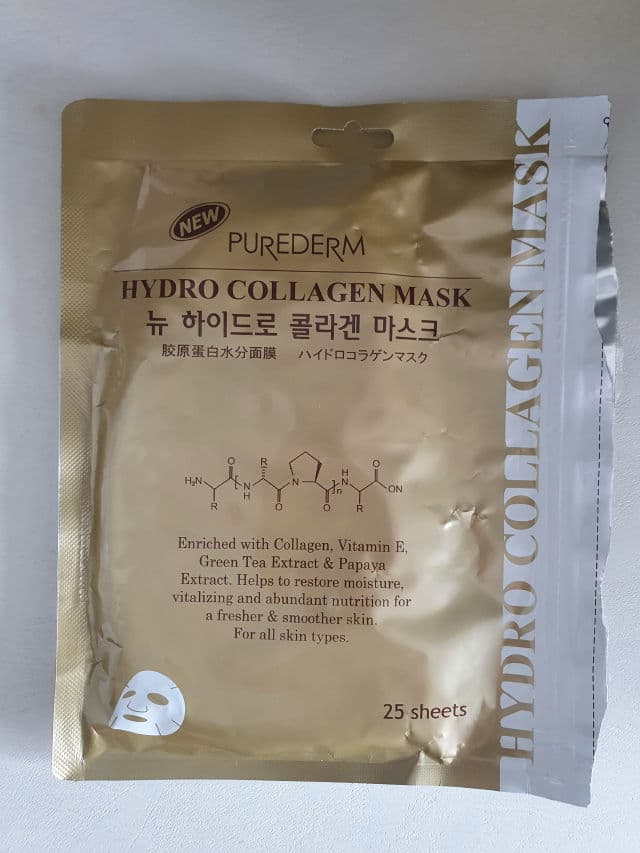 NEW
PUREDERM
HYDRO COLLAGEN MASK
뉴 하이드로 콜라겐 마스크
胶原蛋白水分面膜 ハイドロコラゲンマスク
H₂N O R N H R O N O n H N R O ON
Enriched with Collagen, Vitamin E,
Green Tea Extract & Papaya
Extract. Helps to restore moisture,
vitalizing and abundant nutrition for
a fresher & smoother skin.
For all skin types.
25 sheets
HYDRO COLLAGEN MASK